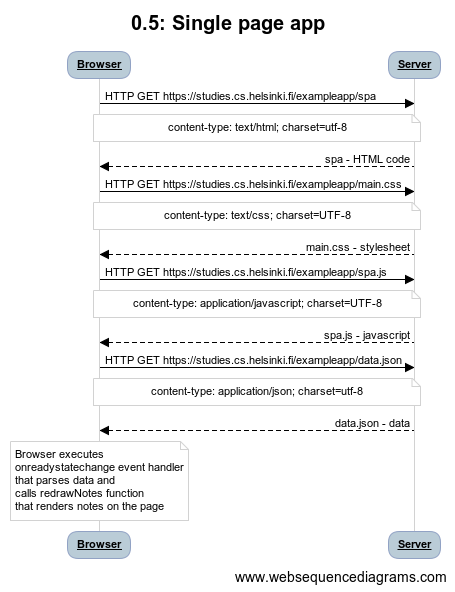 0.5: Single page app
Browser
Server
HTTP GET https://studies.cs.helsinki.fi/exampleapp/spa
content-type: text/html; charset=utf-8
spa - HTML code
HTTP GET https://studies.cs.helsinki.fi/exampleapp/main.css
content-type: text/css; charset=UTF-8
main.css - stylesheet
HTTP GET https://studies.cs.helsinki.fi/exampleapp/spa.js
content-type: application/javascript; charset=UTF-8
spa.js - javascript
HTTP GET https://studies.cs.helsinki.fi/exampleapp/data.json
content-type: application/json; charset=utf-8
data.json - data
Browser executes
onreadystatechange event handler
that parses data and
calls redrawNotes function
that renders notes on the page
Browser
Server
www.websequencediagrams.com